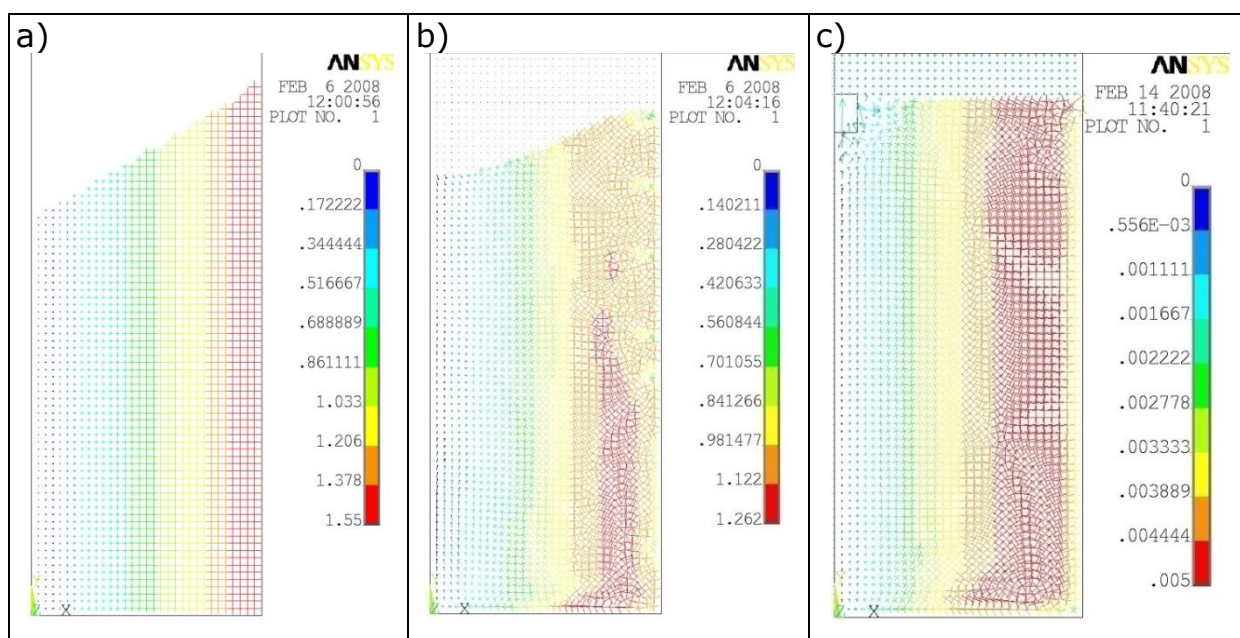 a)
ANSYS
FEB 6 2008
12:00:56
PLOT NO. 1
0
.172222
.344444
.516667
.688889
.861111
1.033
1.206
1.378
1.55
X
b)
ANSYS
FEB 6 2008
12:04:16
PLOT NO. 1
0
.140211
.280422
.420633
.560844
.701055
.841266
.981477
1.122
1.262
X
c)
ANSYS
FEB 14 2008
11:40:21
PLOT NO. 1
0
.556E-03
.001111
.001667
.002222
.002778
.003333
.003889
.004444
.005
X